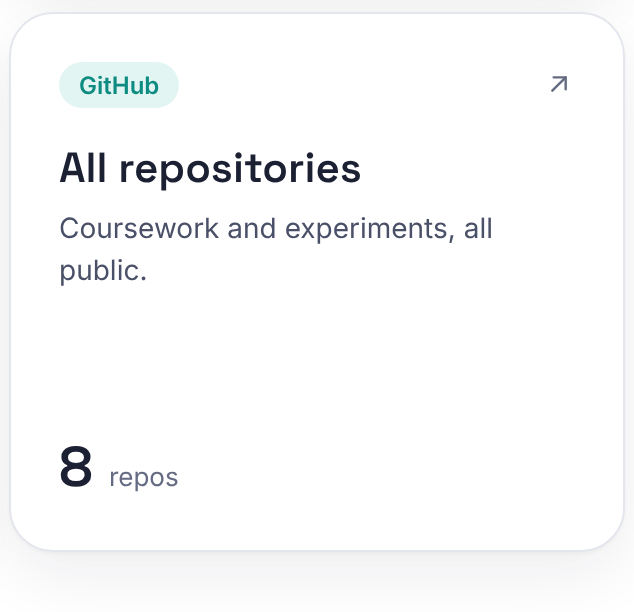 GitHub
All repositories
Coursework and experiments, all
public.
8 repos